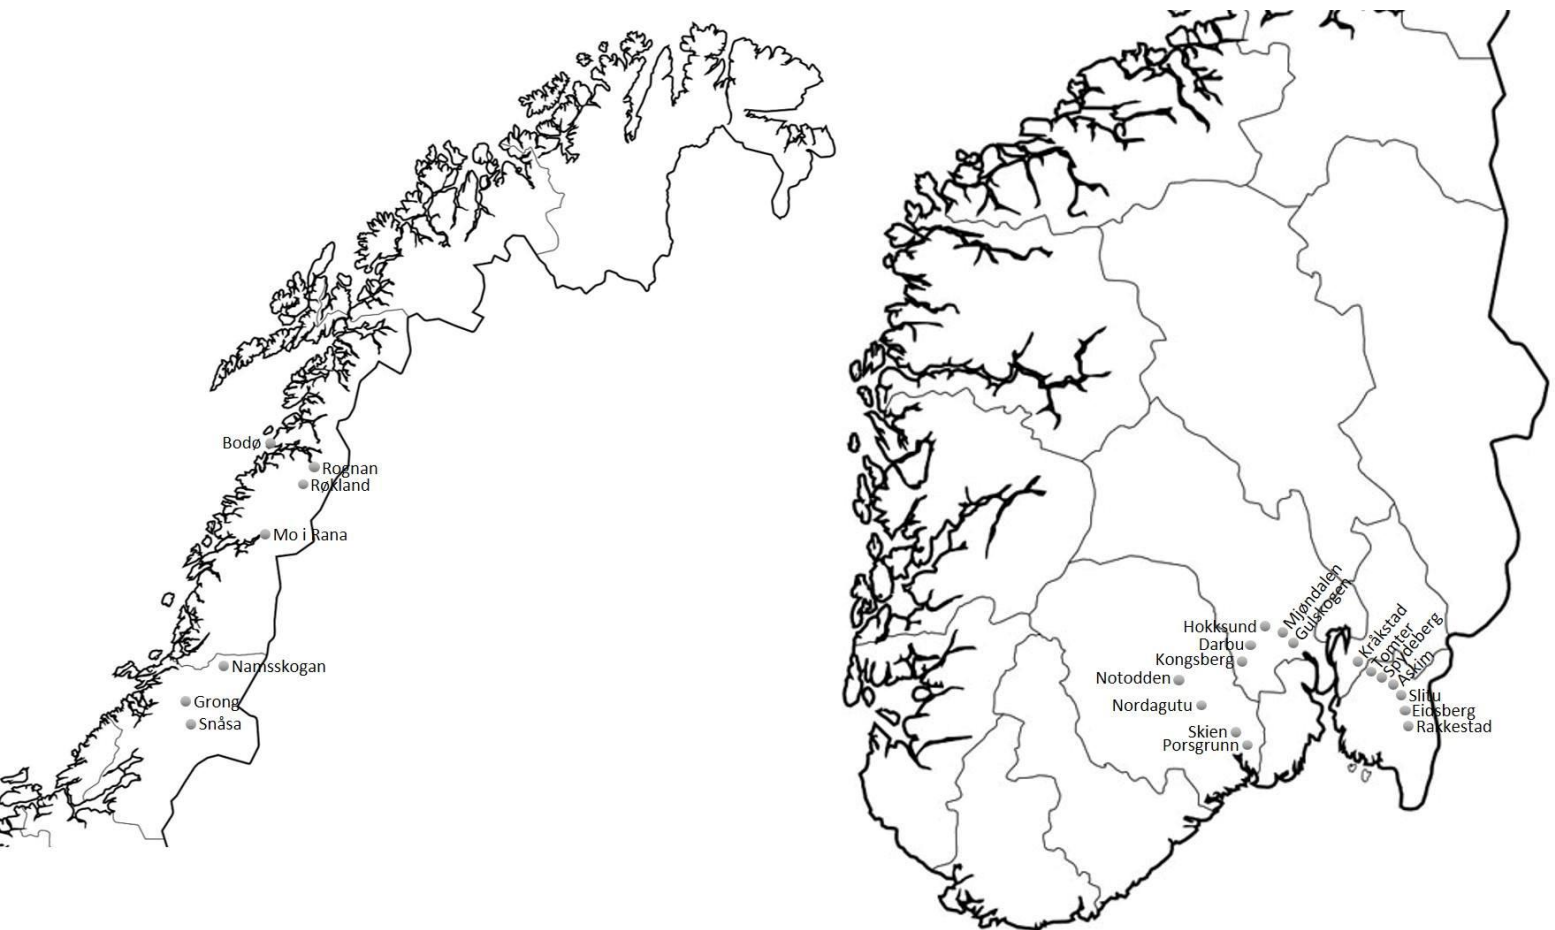 Bodø
Rognan
Røkland
Mo i Rana
Namsskogan
Grong
Snåsa
Mjøndalen
Gulskogen
Hokksund
Darbu
Kongsberg
Notodden
Nordagutu
Skien
Porsgrunn
Kråkstad
Tomter
Spydeberg
Askim
Slitu
Eidsberg
Rakkestad